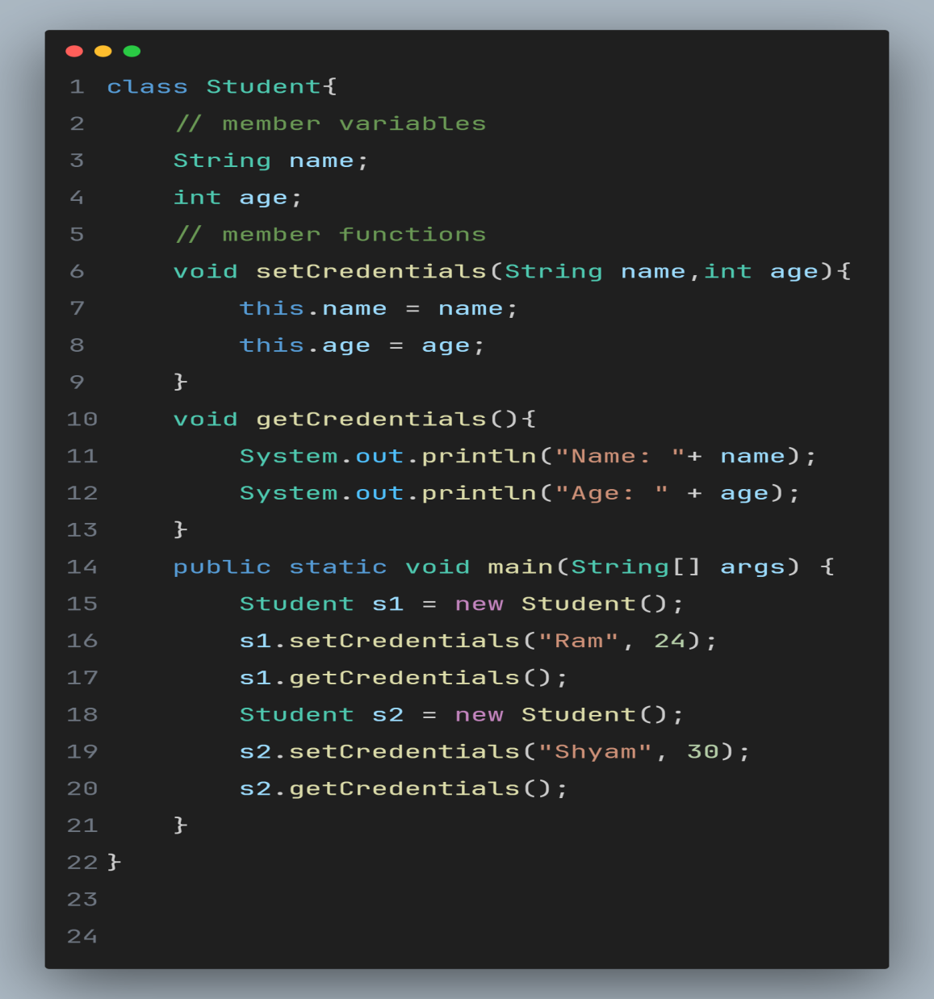 1 class Student{
2     // member variables
3     String name;
4     int age;
5     // member functions
6     void setCredentials(String name,int age){
7         this.name = name;
8         this.age = age;
9     }
10     void getCredentials(){
11         System.out.println("Name: "+ name);
12         System.out.println("Age: " + age);
13     }
14     public static void main(String[] args) {
15         Student s1 = new Student();
16         s1.setCredentials("Ram", 24);
17         s1.getCredentials();
18         Student s2 = new Student();
19         s2.setCredentials("Shyam", 30);
20         s2.getCredentials();
21     }
22 }
23
24